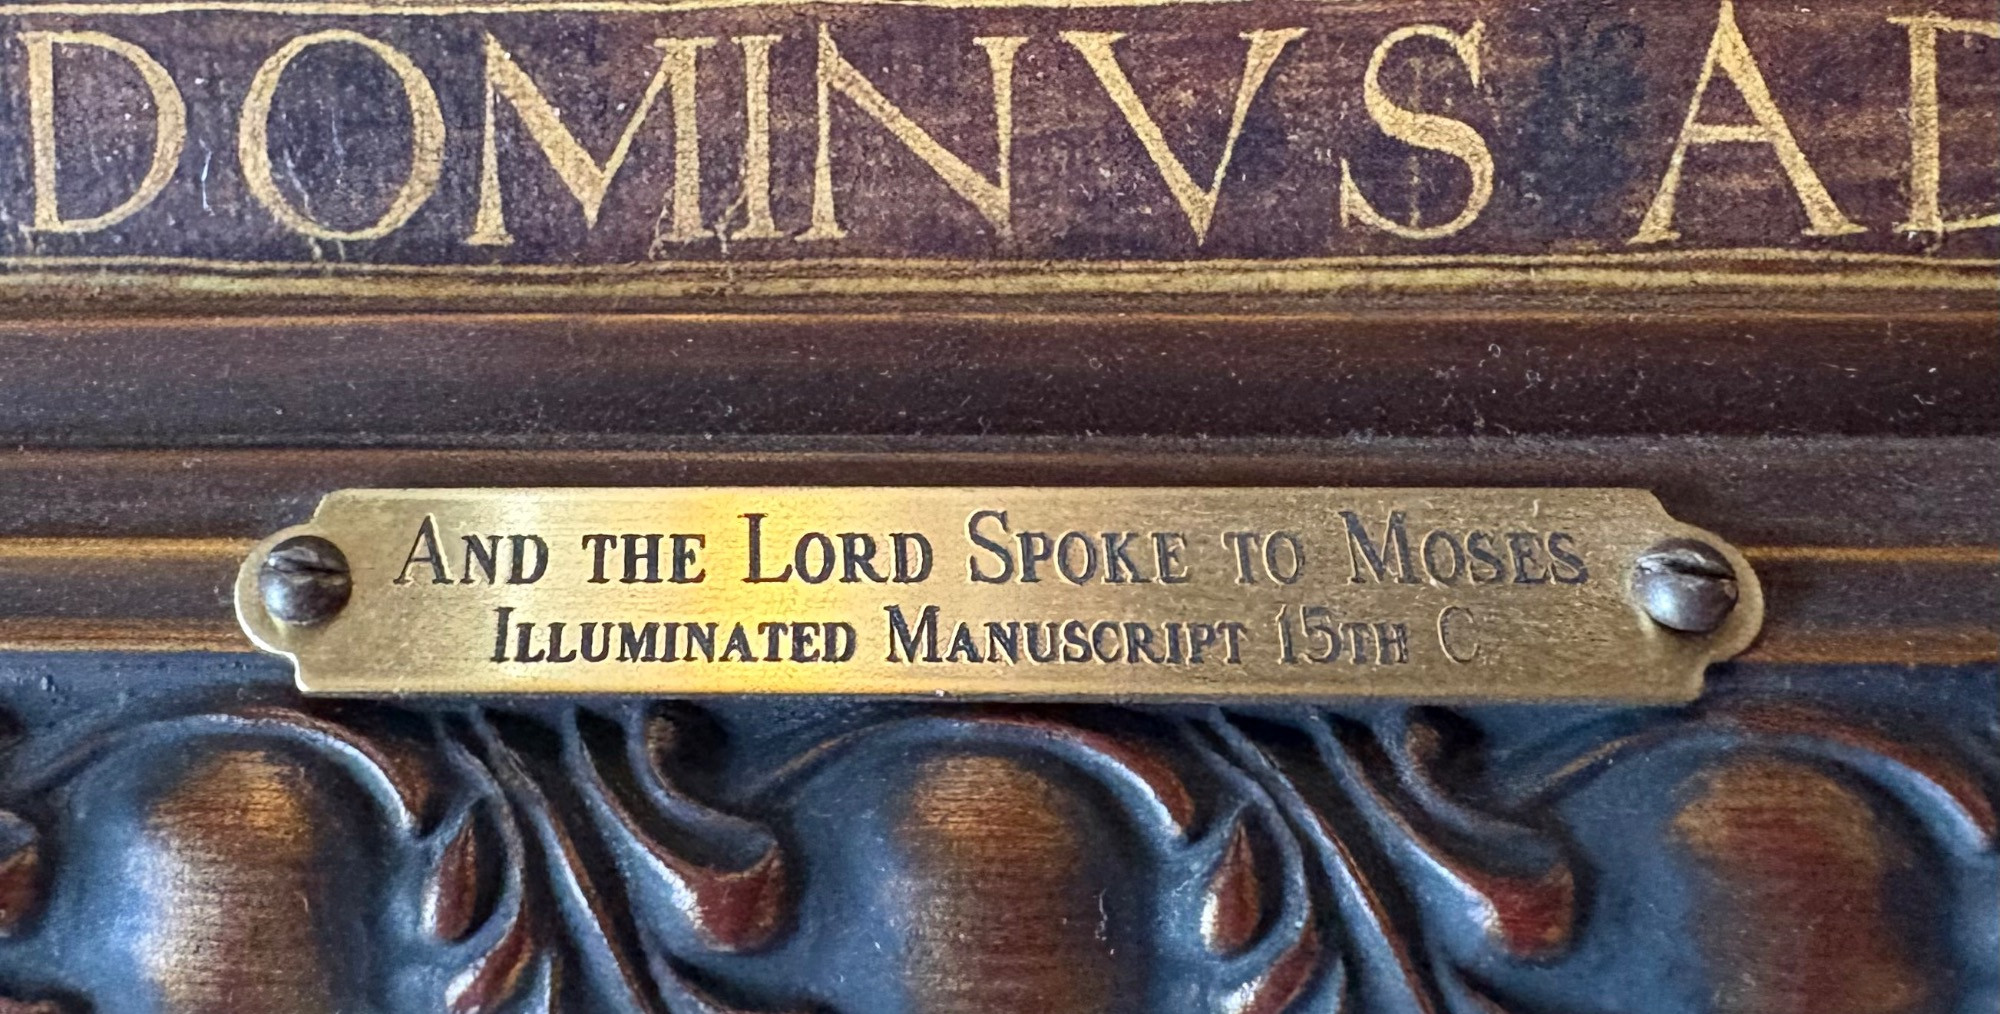 DOMINVS AD
AND THE LORD SPOKE TO MOSES
ILLUMINATED MANUSCRIPT 15TH C